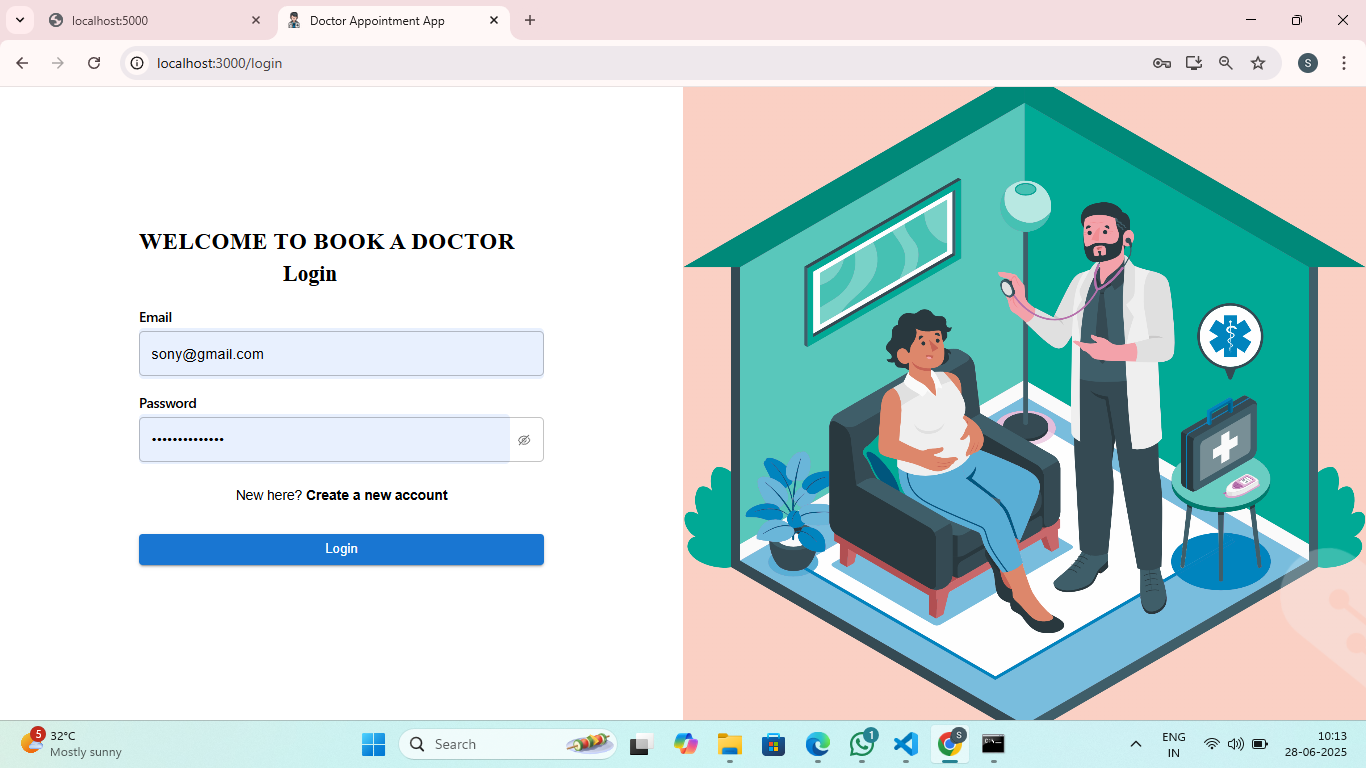 localhost:5000
Doctor Appointment App
localhost:3000/login
S
WELCOME TO BOOK A DOCTOR
Login
Email
sony@gmail.com
Password
••••••••••••••
New here? Create a new account
Login
5
32°C
Mostly sunny
Search
1
S
ENG
IN
10:13
28-06-2025